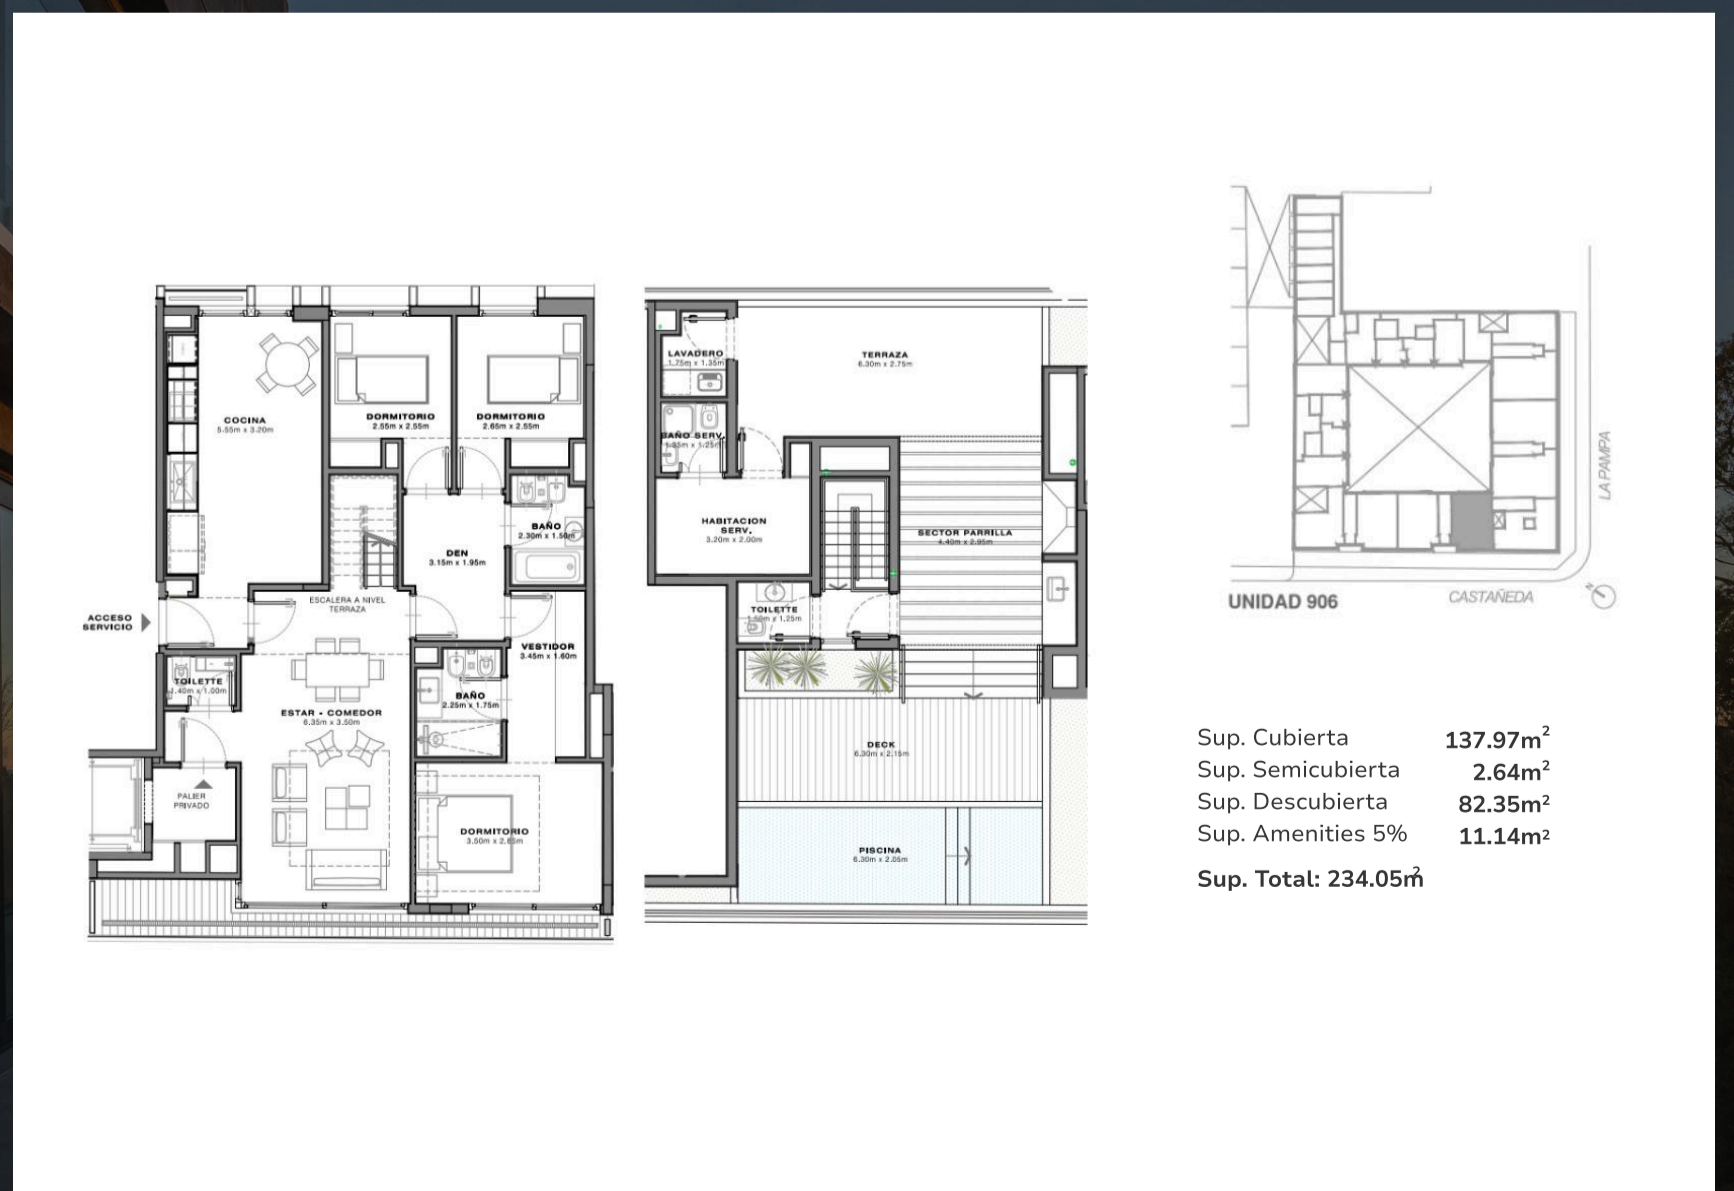 COCINA
5.55m x 3.20m
DORMITORIO
2.55m x 2.55m
DORMITORIO
2.65m x 2.55m
BAÑO
2.30m x 1.50m
DEN
3.15m x 1.95m
ESCALERA A NIVEL
TERRAZA
ACCESO
SERVICIO
VESTIDOR
3.45m x 1.60m
TOILETTE
1.40m x 1.00m
BAÑO
2.25m x 1.75m
ESTAR - COMEDOR
6.35m x 3.50m
PALIER
PRIVADO
DORMITORIO
3.50m x
LAVADERO
1.75m x 1.35m
TERRAZA
6.30m x 2.75m
BAÑO SERV.
x 1.25m
HABITACION
SERV.
3.20m x 2.00m
SECTOR PARRILLA
4.40m x 2.95m
TOILETTE
x 1.25m
DECK
6.30m x 2.15m
PISCINA
6.30m x 2.05m
LA PAMPA
CASTAÑEDA
N
UNIDAD 906
Sup. Cubierta 137.97m²
Sup. Semicubierta 2.64m²
Sup. Descubierta 82.35m²
Sup. Amenities 5% 11.14m²
Sup. Total: 234.05m²